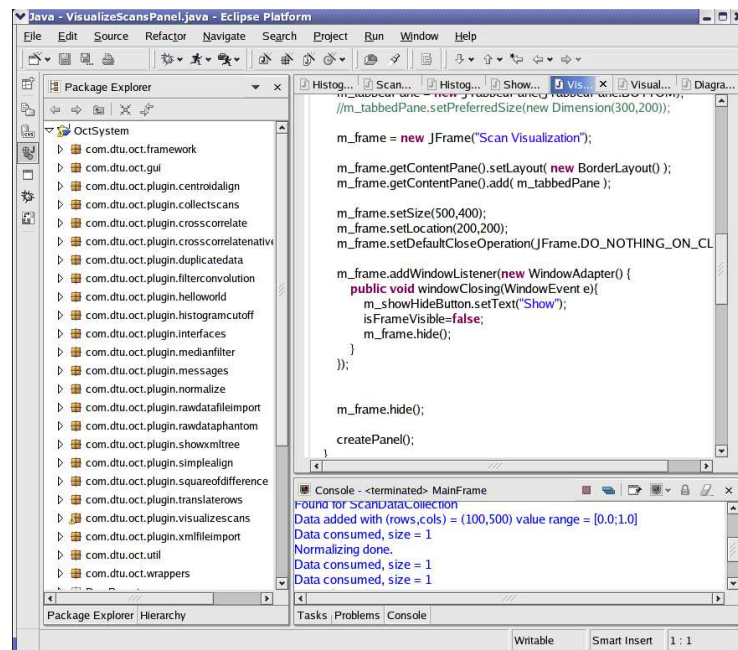 Java - VisualizeScansPanel.java - Eclipse Platform
File Edit Source Refactor Navigate Search Project Run Window Help
Package Explorer
OctSystem
com.dtu.oct.framework
com.dtu.oct.gui
com.dtu.oct.plugin.centroidalign
com.dtu.oct.plugin.collectscans
com.dtu.oct.plugin.crosscorrelate
com.dtu.oct.plugin.crosscorrelatenative
com.dtu.oct.plugin.duplicatedata
com.dtu.oct.plugin.filterconvolution
com.dtu.oct.plugin.helloworld
com.dtu.oct.plugin.histogramcutoff
com.dtu.oct.plugin.interfaces
com.dtu.oct.plugin.medianfilter
com.dtu.oct.plugin.messages
com.dtu.oct.plugin.normalize
com.dtu.oct.plugin.rawdatafileimport
com.dtu.oct.plugin.rawdataphantom
com.dtu.oct.plugin.showxmltree
com.dtu.oct.plugin.simplealign
com.dtu.oct.plugin.squareofdifference
com.dtu.oct.plugin.translaterows
com.dtu.oct.plugin.visualizescans
com.dtu.oct.plugin.xmlfileimport
com.dtu.oct.util
com.dtu.oct.wrappers
Package Explorer Hierarchy
Histog... Scan... Histog... Show... Vis... Visual... Diagra...
m_tabbedPane = new JTabbedPane(JTabbedPane.BOTTOM);
//m_tabbedPane.setPreferredSize(new Dimension(300,200));
m_frame = new JFrame("Scan Visualization");
m_frame.getContentPane().setLayout( new BorderLayout() );
m_frame.getContentPane().add( m_tabbedPane );
m_frame.setSize(500,400);
m_frame.setLocation(200,200);
m_frame.setDefaultCloseOperation(JFrame.DO_NOTHING_ON_CL
m_frame.addWindowListener(new WindowAdapter() {
public void windowClosing(WindowEvent e){
m_showHideButton.setText("Show");
isFrameVisible=false;
m_frame.hide();
}
});
m_frame.hide();
createPanel();
}
Console - <terminated> MainFrame
Found for ScanDataCollection
Data added with (rows,cols) = (100,500) value range = [0.0;1.0]
Data consumed, size = 1
Normalizing done.
Data consumed, size = 1
Data consumed, size = 1
Tasks Problems Console
Writable Smart Insert 1 : 1